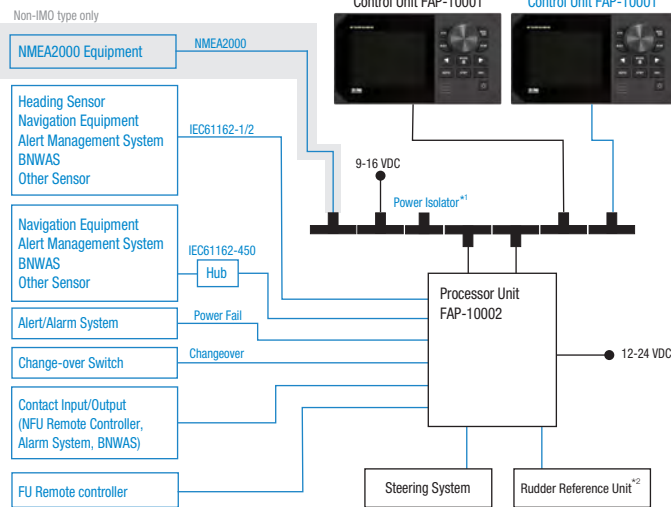 Control Unit FAP-10001
Control Unit FAP-10001
Non-IMO type only
NMEA2000 Equipment
NMEA2000
Heading Sensor
Navigation Equipment
Alert Management System
BNWAS
Other Sensor
IEC61162-1/2
9-16 VDC
Power Isolator*1
Navigation Equipment
Alert Management System
BNWAS
Other Sensor
IEC61162-450
Hub
Processor Unit
FAP-10002
Alert/Alarm System
Power Fail
Change-over Switch
Changeover
12-24 VDC
Contact Input/Output
(NFU Remote Controller,
Alarm System, BNWAS)
FU Remote controller
Steering System
Rudder Reference Unit*2